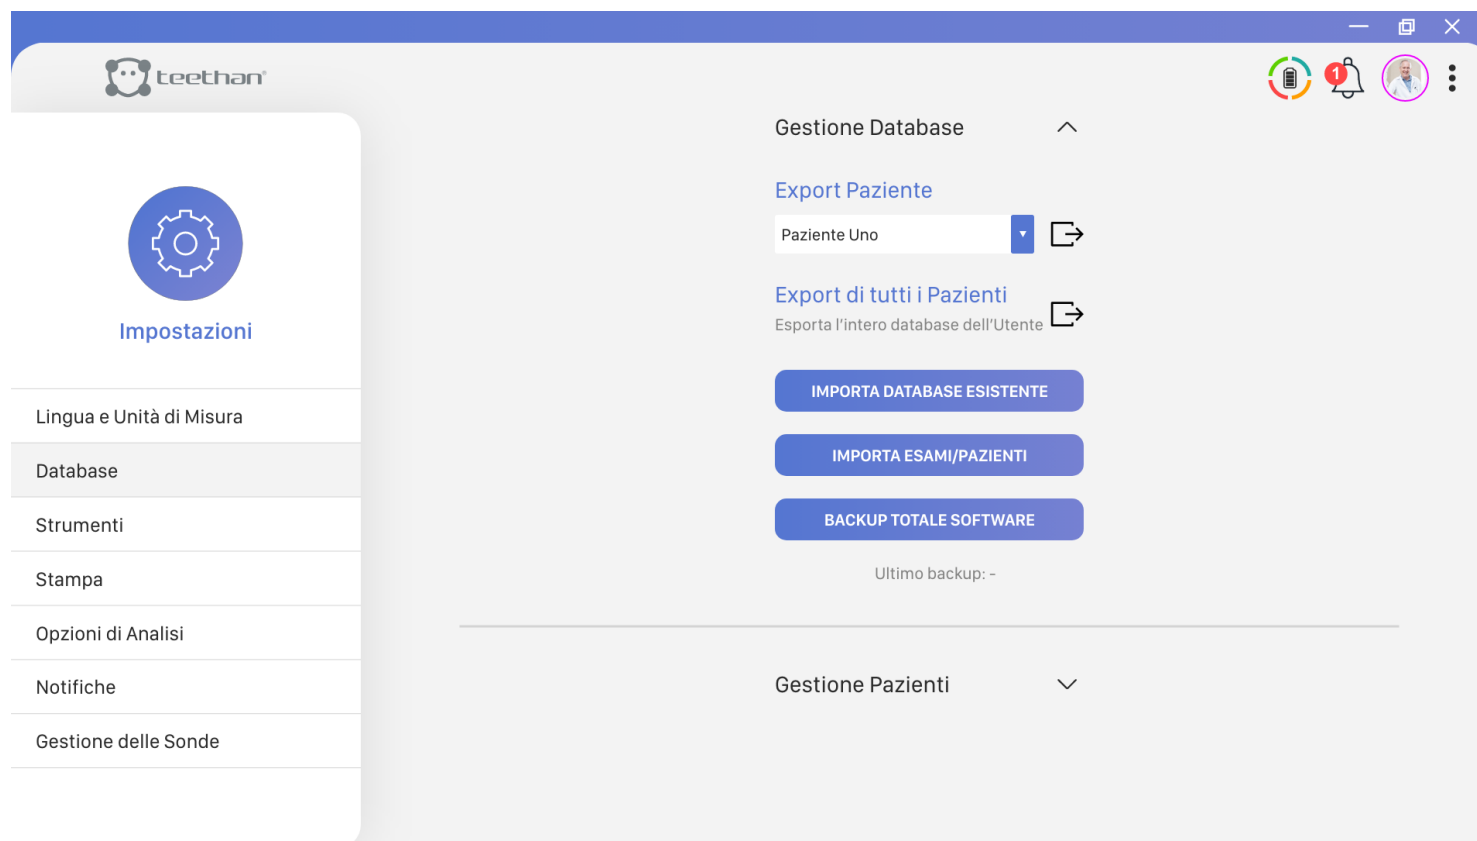 teethan®
1
Impostazioni
Lingua e Unità di Misura
Database
Strumenti
Stampa
Opzioni di Analisi
Notifiche
Gestione delle Sonde
Gestione Database
Export Paziente
Paziente Uno
Export di tutti i Pazienti
Esporta l'intero database dell'Utente
IMPORTA DATABASE ESISTENTE
IMPORTA ESAMI/PAZIENTI
BACKUP TOTALE SOFTWARE
Ultimo backup: -
Gestione Pazienti